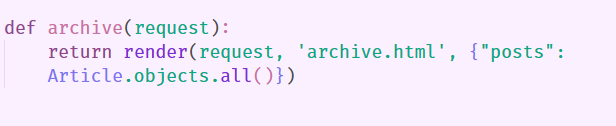 def archive(request):
    return render(request, 'archive.html', {"posts":
    Article.objects.all()})